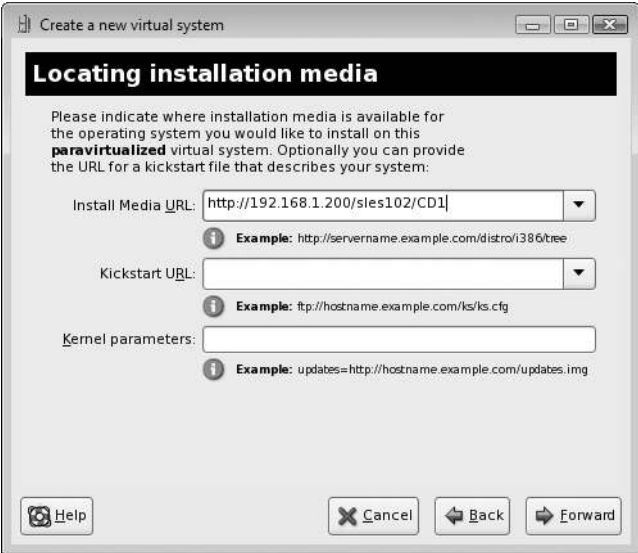 Create a new virtual system
Locating installation media
Please indicate where installation media is available for
the operating system you would like to install on this
paravirtualized virtual system. Optionally you can provide
the URL for a kickstart file that describes your system:
Install Media URL: http://192.168.1.200/sles102/CD1
Example: http://servername.example.com/distro/i386/tree
Kickstart URL:
Example: ftp://hostname.example.com/ks/ks.cfg
Kernel parameters:
Example: updates=http://hostname.example.com/updates.img
Help Cancel Back Forward